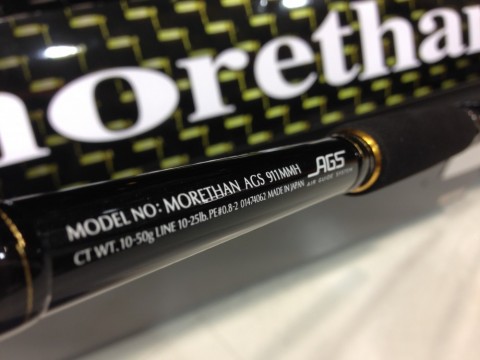 morethan
MODEL NO: MORETHAN AGS 911MMH
CT WT. 10-50g LINE 10-25lb. PE#0.8-2 01474062 MADE IN JAPAN
AGS
AIR GUIDE SYSTEM